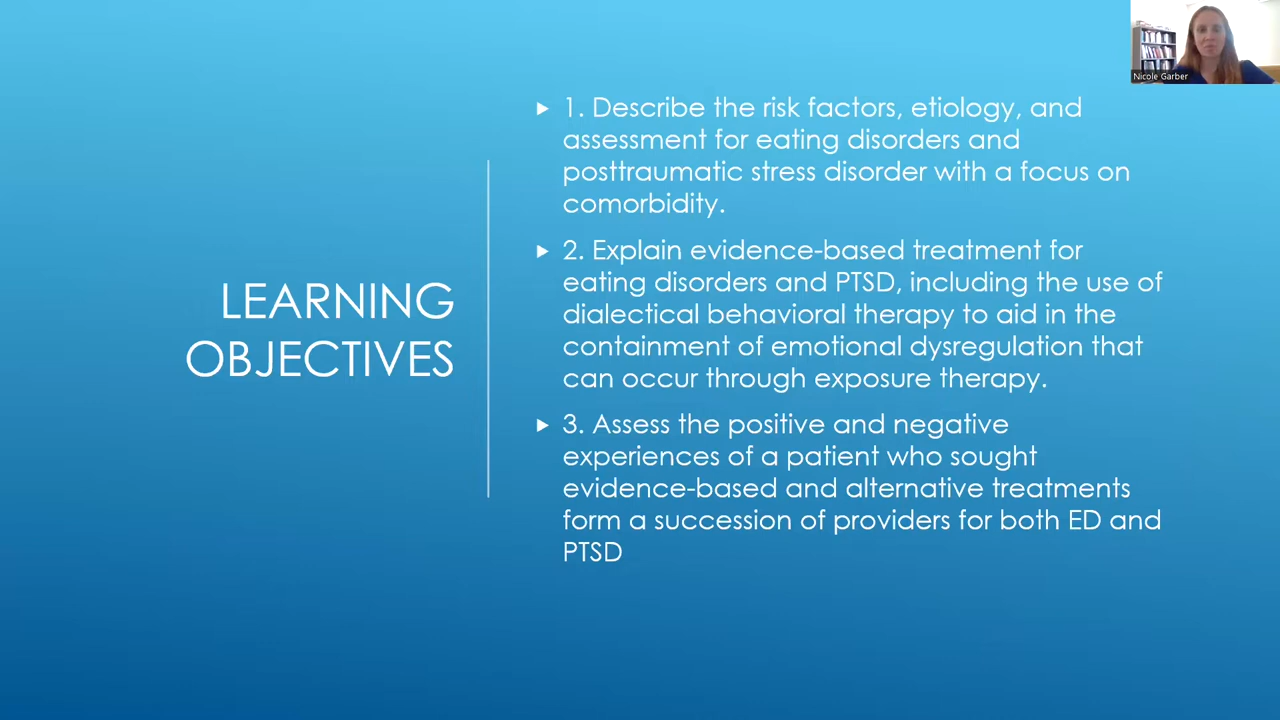 Nicole Garber
LEARNING
OBJECTIVES
1. Describe the risk factors, etiology, and
assessment for eating disorders and
posttraumatic stress disorder with a focus on
comorbidity.
2. Explain evidence-based treatment for
eating disorders and PTSD, including the use of
dialectical behavioral therapy to aid in the
containment of emotional dysregulation that
can occur through exposure therapy.
3. Assess the positive and negative
experiences of a patient who sought
evidence-based and alternative treatments
form a succession of providers for both ED and
PTSD